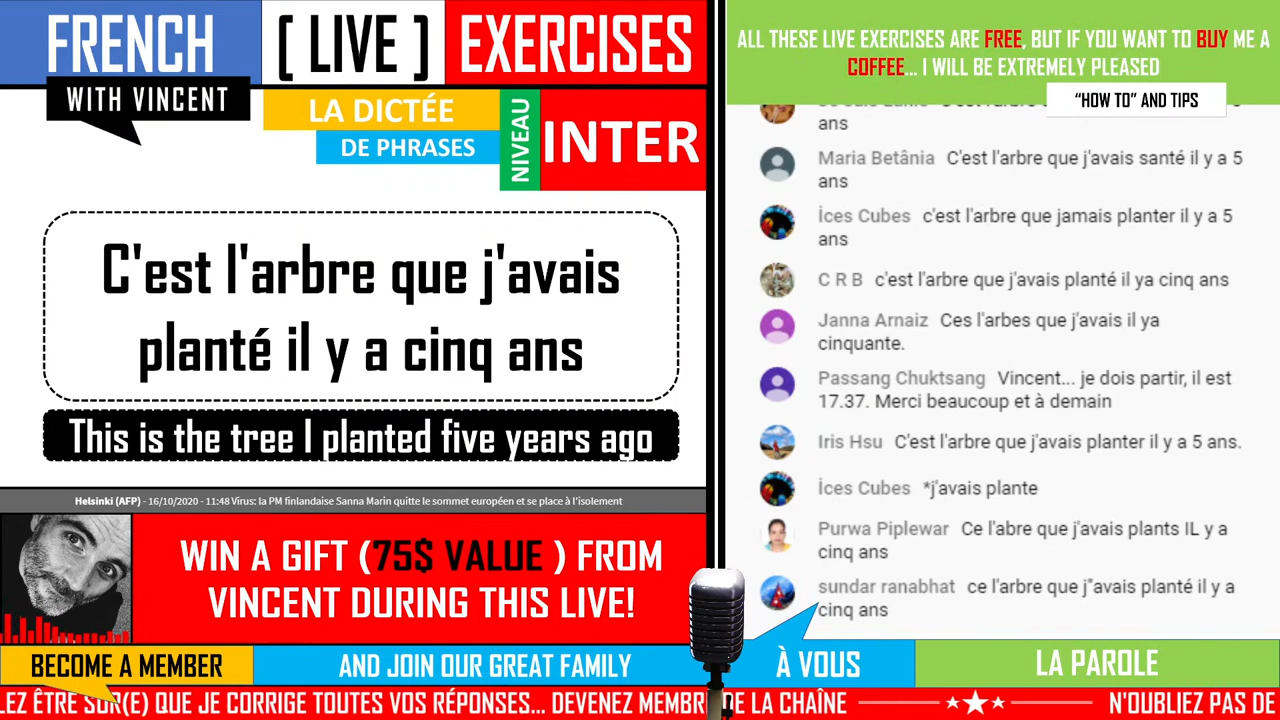 FRENCH
[ LIVE ]
EXERCISES
WITH VINCENT
LA DICTÉE
DE PHRASES
NIVEAU
INTER
C'est l'arbre que j'avais
planté il y a cinq ans
This is the tree I planted five years ago
Helsinki (AFP) - 16/10/2020 - 11:48 Virus: la PM finlandaise Sanna Marin quitte le sommet européen et se place à l'isolement
WIN A GIFT (75$ VALUE ) FROM
VINCENT DURING THIS LIVE!
BECOME A MEMBER
AND JOIN OUR GREAT FAMILY
ALL THESE LIVE EXERCISES ARE FREE, BUT IF YOU WANT TO BUY ME A
COFFEE... I WILL BE EXTREMELY PLEASED
"HOW TO" AND TIPS
ans
Maria Betânia C'est l'arbre que j'avais santé il y a 5
ans
İces Cubes c'est l'arbre que jamais planter il y a 5
ans
C R B c'est l'arbre que j'avais planté il ya cinq ans
Janna Arnaiz Ces l'arbes que j'avais il ya
cinquante.
Passang Chuktsang Vincent... je dois partir, il est
17.37. Merci beaucoup et à demain
Iris Hsu C'est l'arbre que j'avais planter il y a 5 ans.
İces Cubes *j'avais plante
Purwa Piplewar Ce l'abre que j'avais plants IL y a
cinq ans
sundar ranabhat ce l'arbre que j"avais planté il y a
cinq ans
À VOUS
LA PAROLE
LEZ ÊTRE SÛR(E) QUE JE CORRIGE TOUTES VOS RÉPONSES... DEVENEZ MEMBR DE LA CHAÎNE N'OUBLIEZ PAS DE